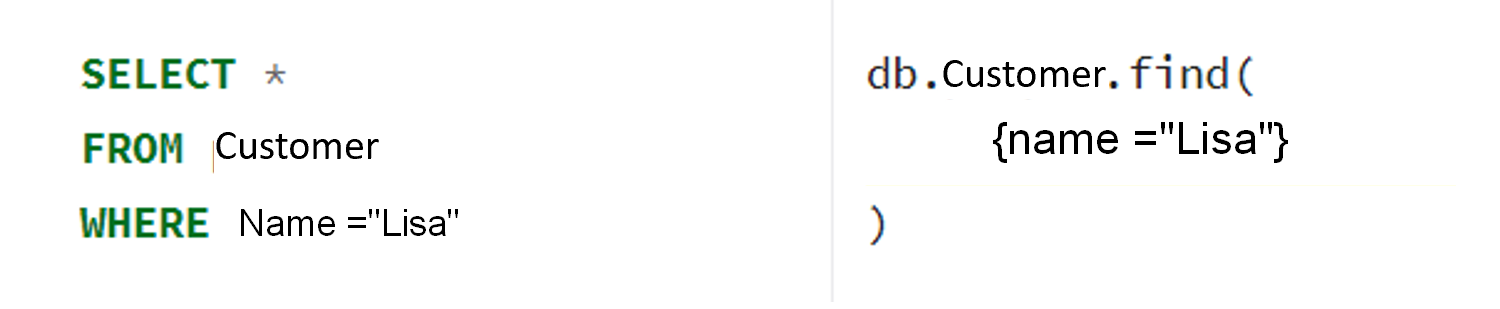 SELECT *
FROM Customer
WHERE Name ="Lisa"
db.Customer.find(
{name ="Lisa"}
)